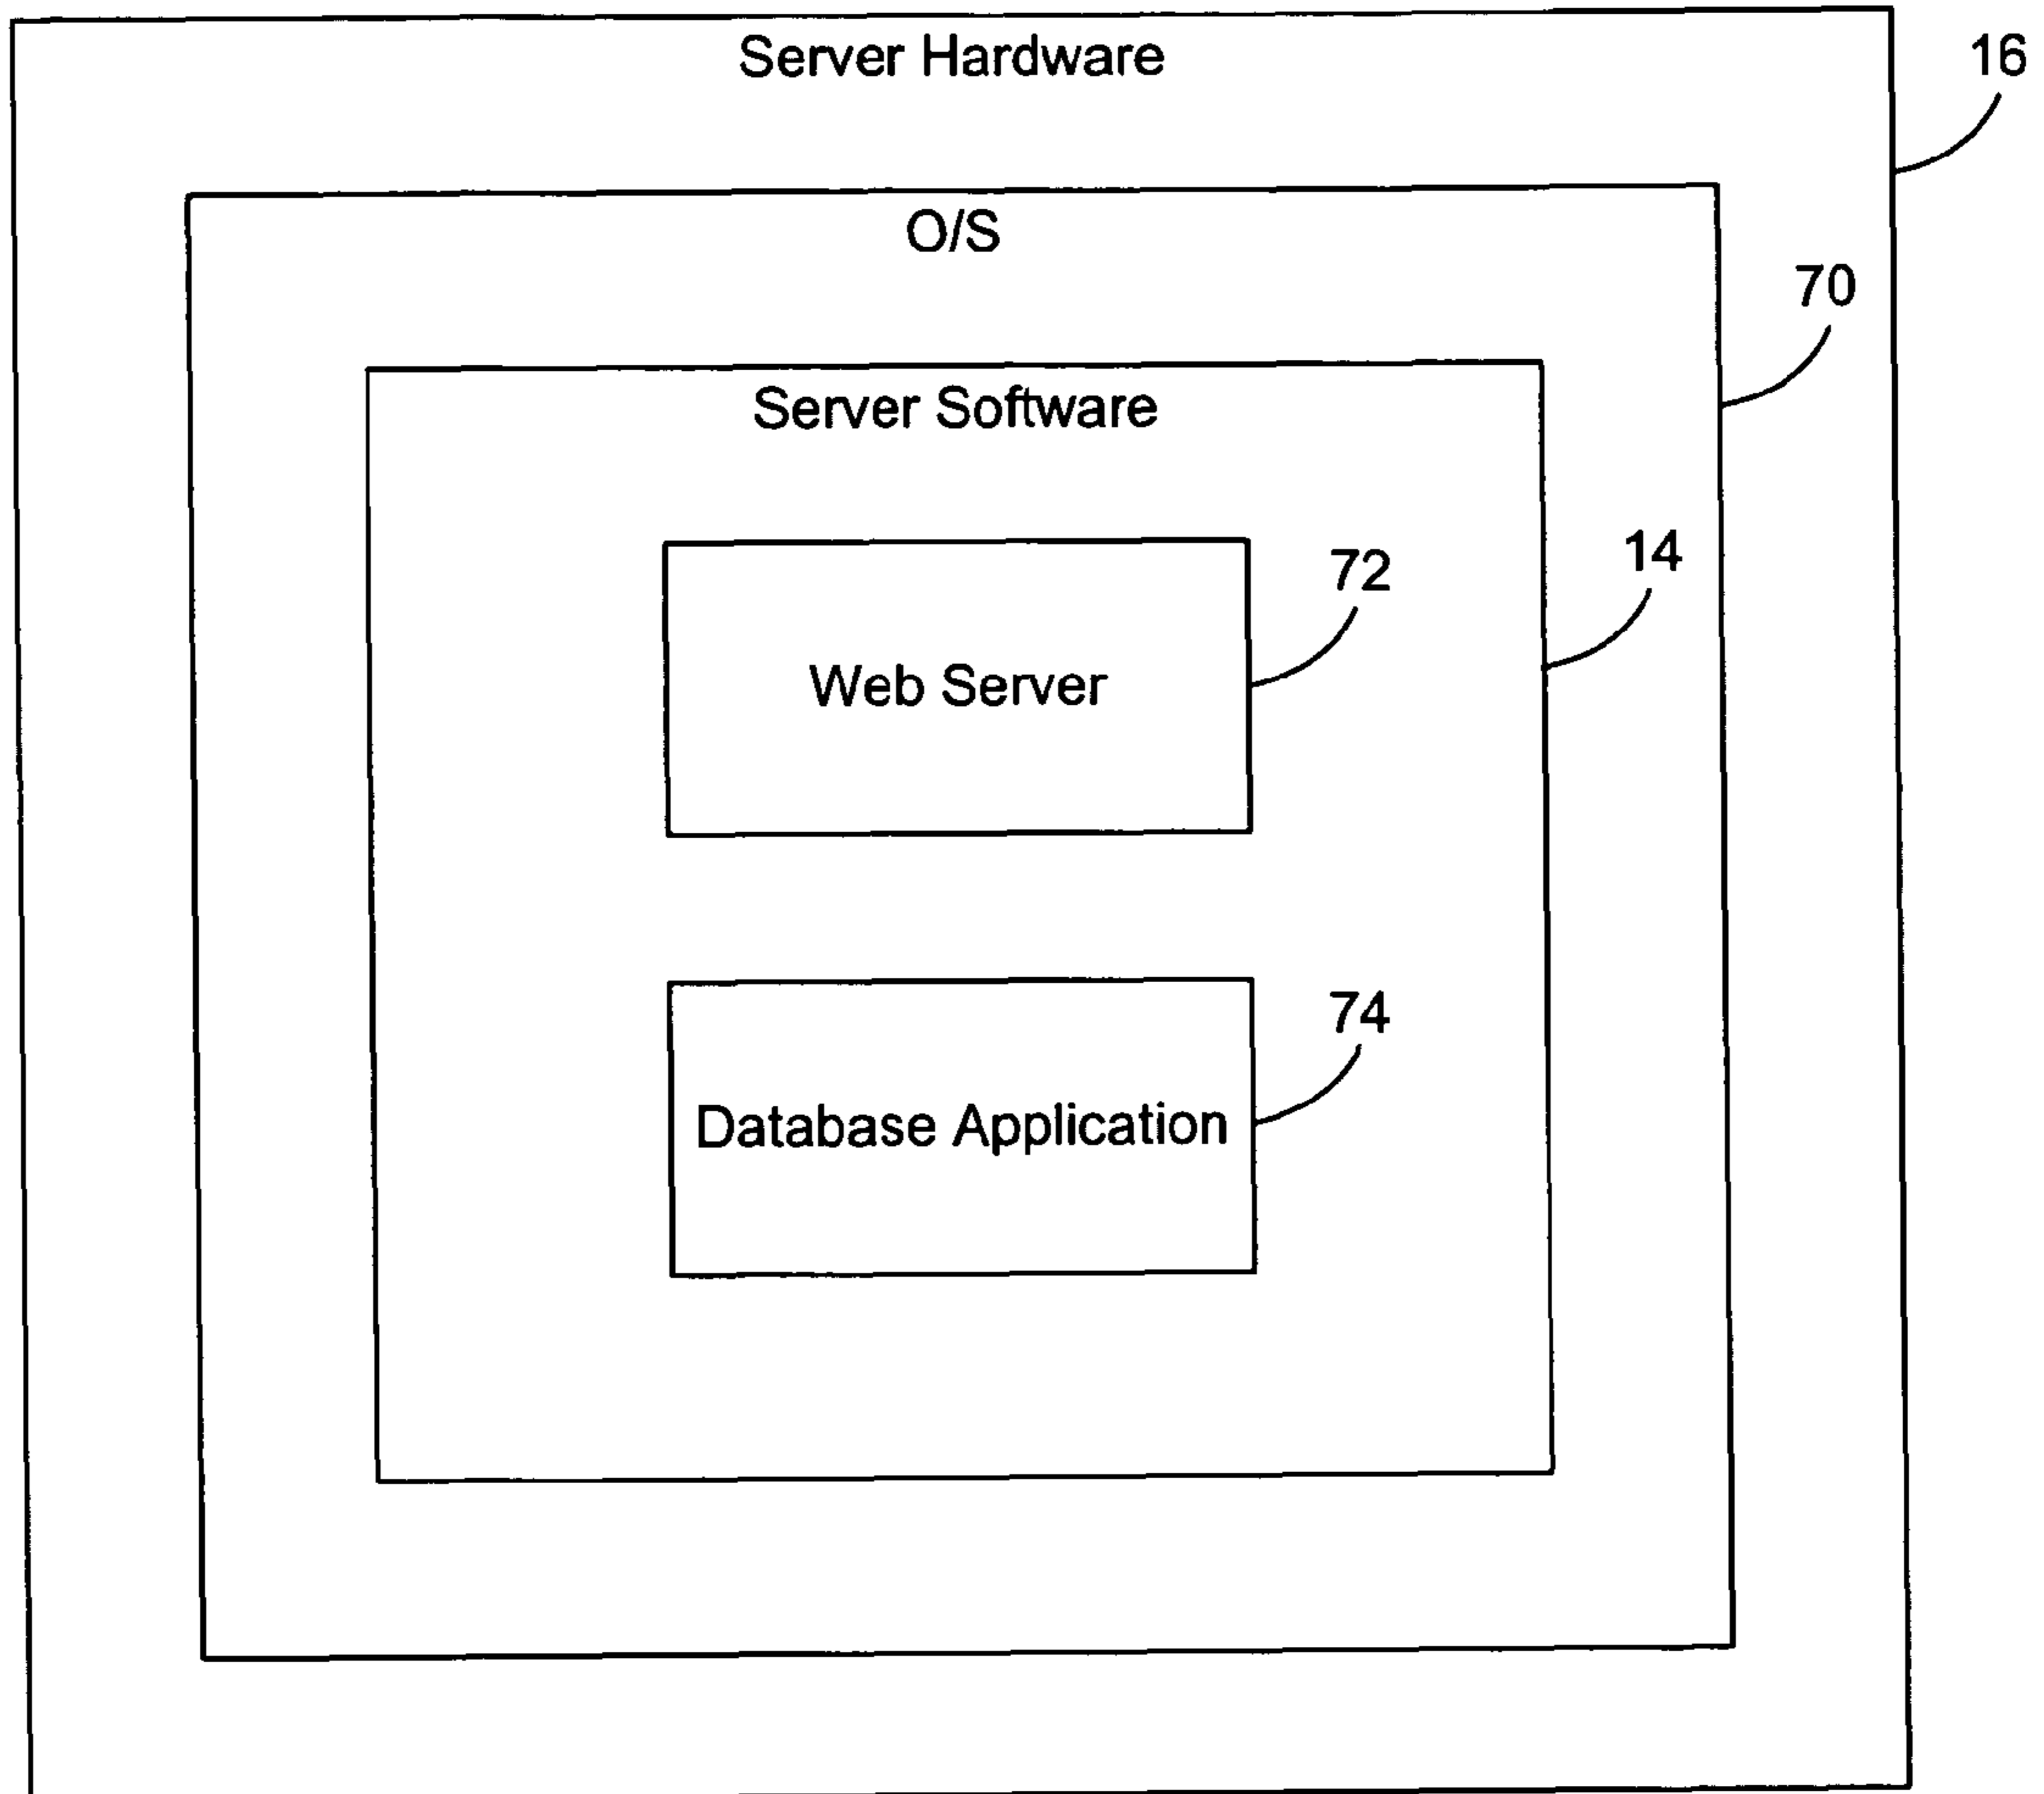 Server Hardware
16
O/S
70
Server Software
14
72
Web Server
74
Database Application